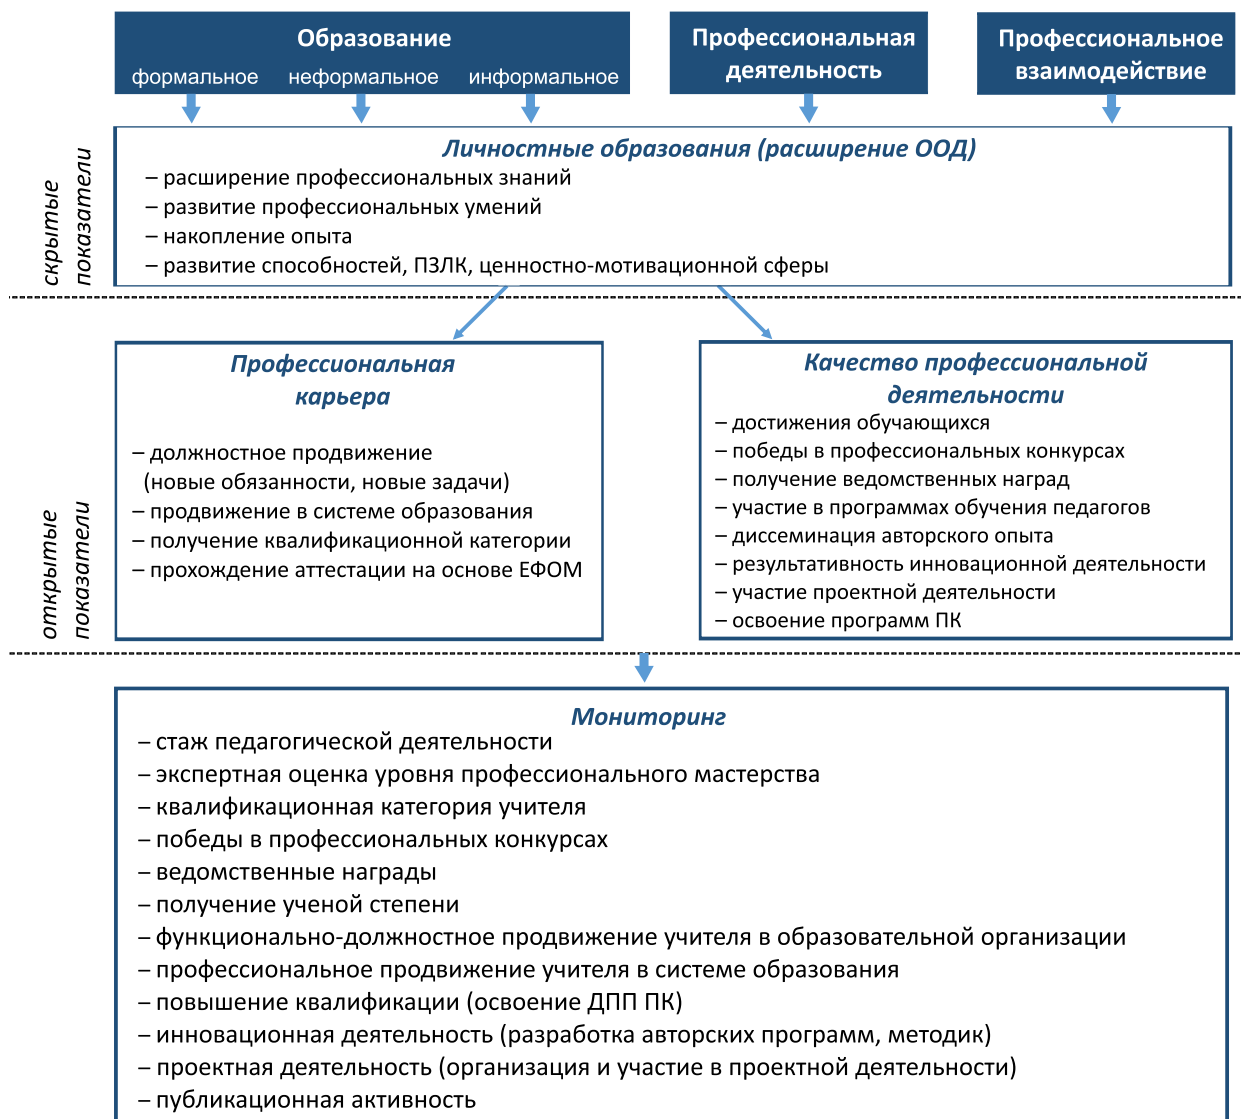 Образование
формальное неформальное информальное
Профессиональная
деятельность
Профессиональное
взаимодействие
скрытые
показатели
Личностные образования (расширение ООД)
– расширение профессиональных знаний
– развитие профессиональных умений
– накопление опыта
– развитие способностей, ПЗЛК, ценностно-мотивационной сферы
открытые
показатели
Профессиональная
карьера
– должностное продвижение
(новые обязанности, новые задачи)
– продвижение в системе образования
– получение квалификационной категории
– прохождение аттестации на основе ЕФОМ
Качество профессиональной
деятельности
– достижения обучающихся
– победы в профессиональных конкурсах
– получение ведомственных наград
– участие в программах обучения педагогов
– диссеминация авторского опыта
– результативность инновационной деятельности
– участие проектной деятельности
– освоение программ ПК
Мониторинг
– стаж педагогической деятельности
– экспертная оценка уровня профессионального мастерства
– квалификационная категория учителя
– победы в профессиональных конкурсах
– ведомственные награды
– получение ученой степени
– функционально-должностное продвижение учителя в образовательной организации
– профессиональное продвижение учителя в системе образования
– повышение квалификации (освоение ДПП ПК)
– инновационная деятельность (разработка авторских программ, методик)
– проектная деятельность (организация и участие в проектной деятельности)
– публикационная активность